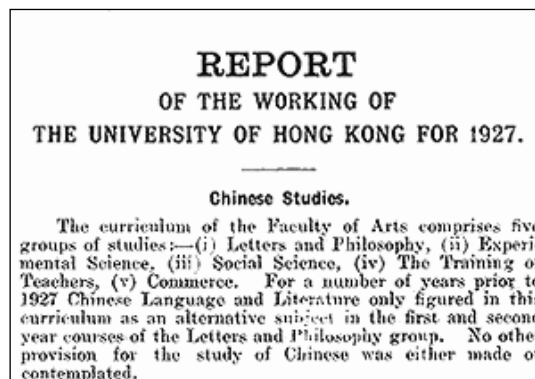 REPORT
OF THE WORKING OF
THE UNIVERSITY OF HONG KONG FOR 1927.
Chinese Studies.
The curriculum of the Faculty of Arts comprises five
groups of studies:—(i) Letters and Philosophy, (ii) Experi
mental Science, (iii) Social Science, (iv) The Training o
Teachers, (v) Commerce. For a number of years prior to
1927 Chinese Language and Literature only figured in thi
curriculum as an alternative subject in the first and second
year courses of the Letters and Philosophy group. No othe
provision for the study of Chinese was either made o
contemplated.